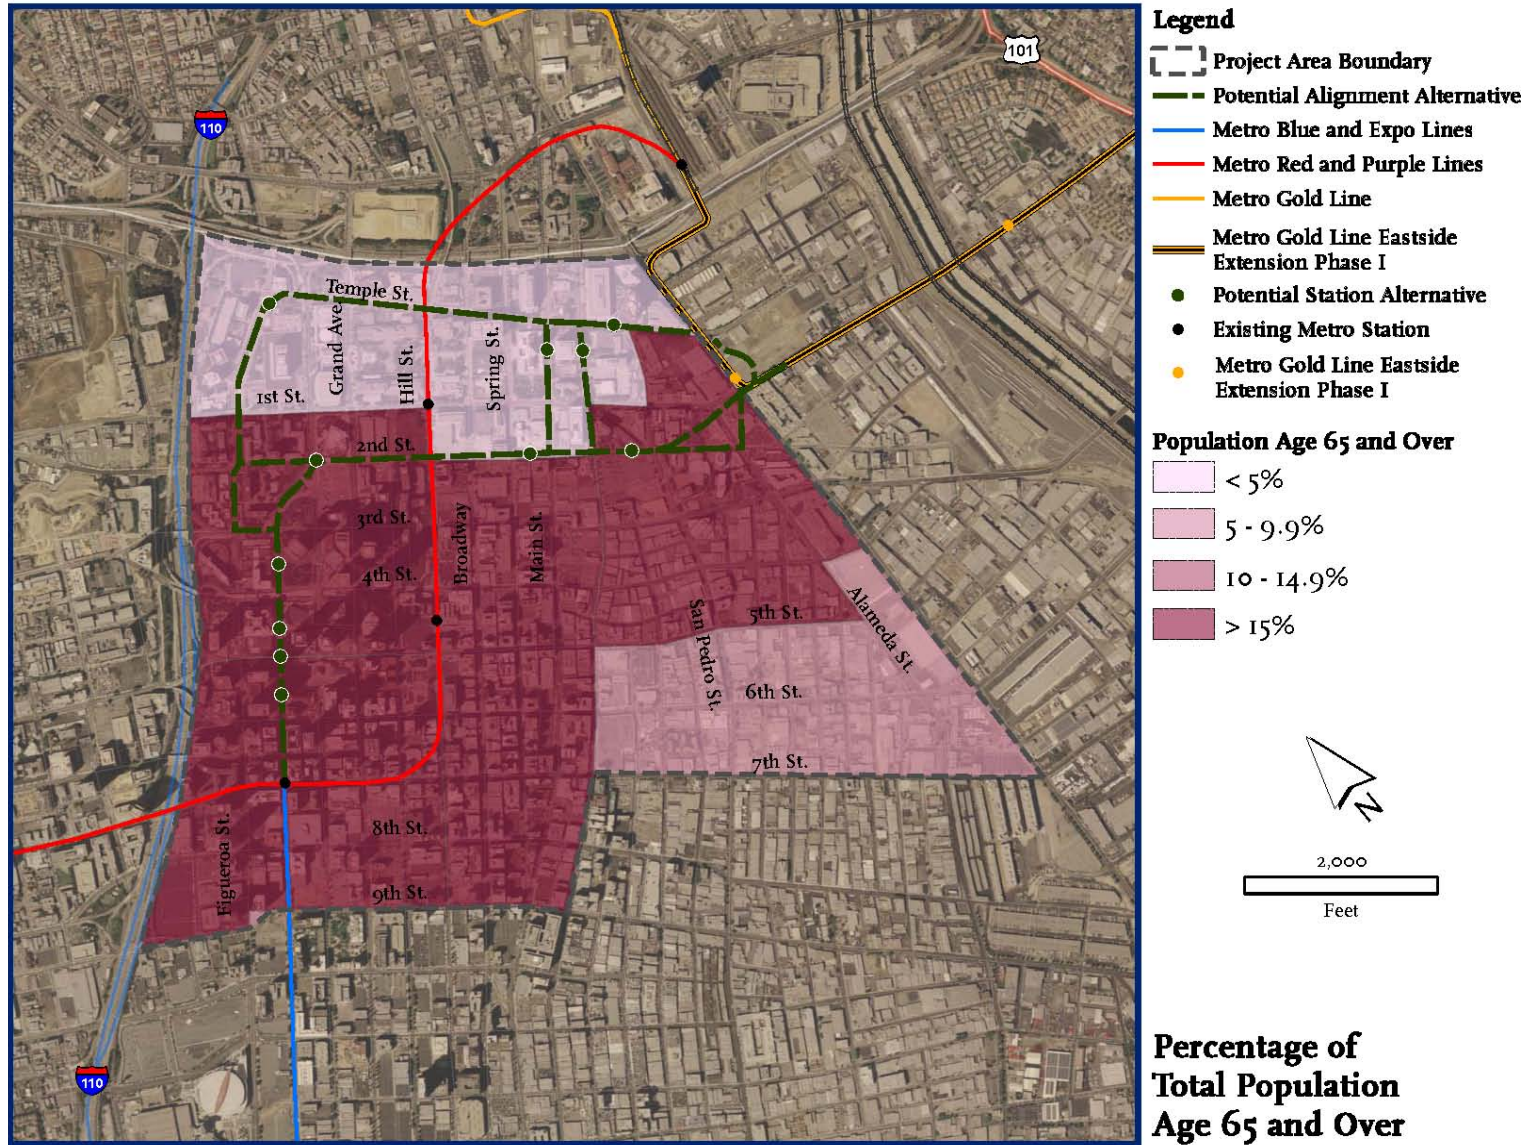 Legend
Project Area Boundary
Potential Alignment Alternative
Metro Blue and Expo Lines
Metro Red and Purple Lines
Metro Gold Line
Metro Gold Line Eastside
Extension Phase I
Potential Station Alternative
Existing Metro Station
Metro Gold Line Eastside
Extension Phase I
Population Age 65 and Over
< 5%
5 - 9.9%
10 - 14.9%
> 15%
N
2,000
Feet
Percentage of
Total Population
Age 65 and Over
101
110
Temple St.
Grand Ave.
Hill St.
Spring St.
1st St.
2nd St.
3rd St.
Broadway
Main St.
4th St.
San Pedro St.
5th St.
Alameda St.
6th St.
7th St.
Figueroa St.
8th St.
9th St.
110